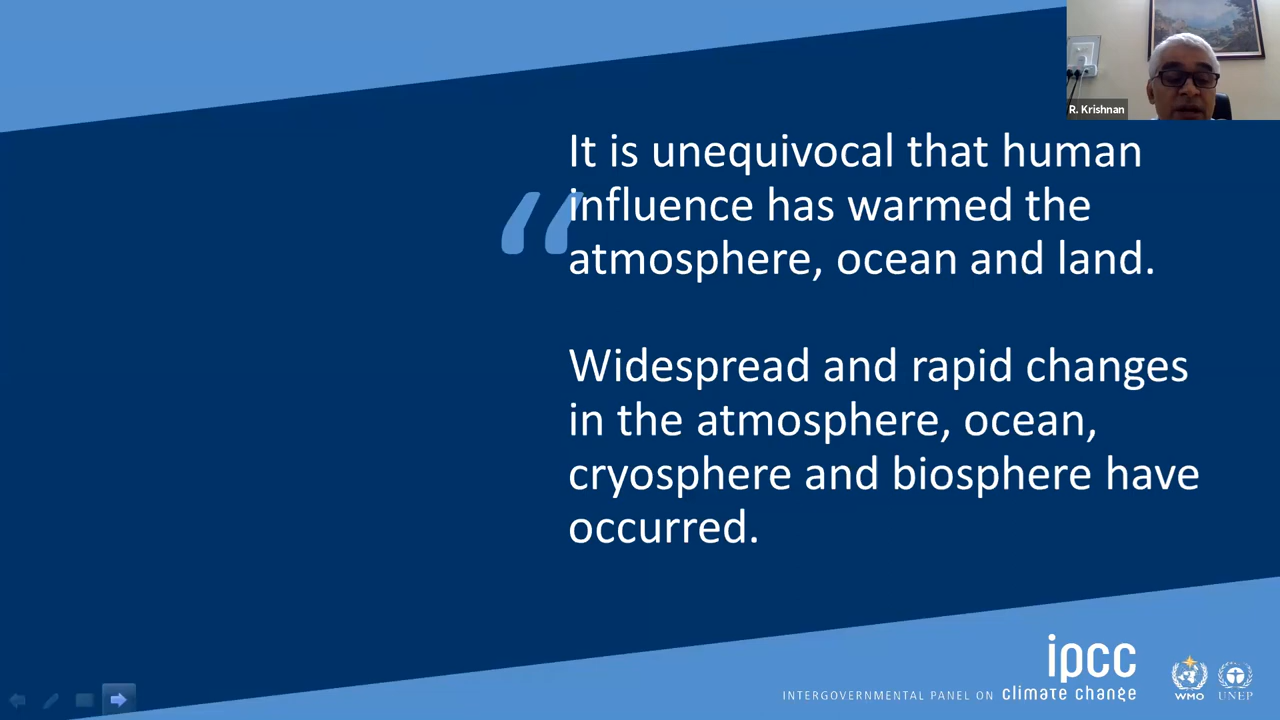 R. Krishnan
“
It is unequivocal that human
influence has warmed the
atmosphere, ocean and land.
Widespread and rapid changes
in the atmosphere, ocean,
cryosphere and biosphere have
occurred.
ipcc
INTERGOVERNMENTAL PANEL ON climate change
WMO
UNEP